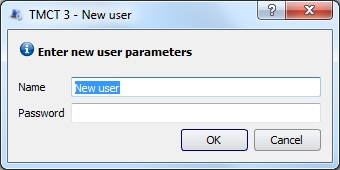 TMCT 3 - New user
Enter new user parameters
Name New user
Password
OK Cancel